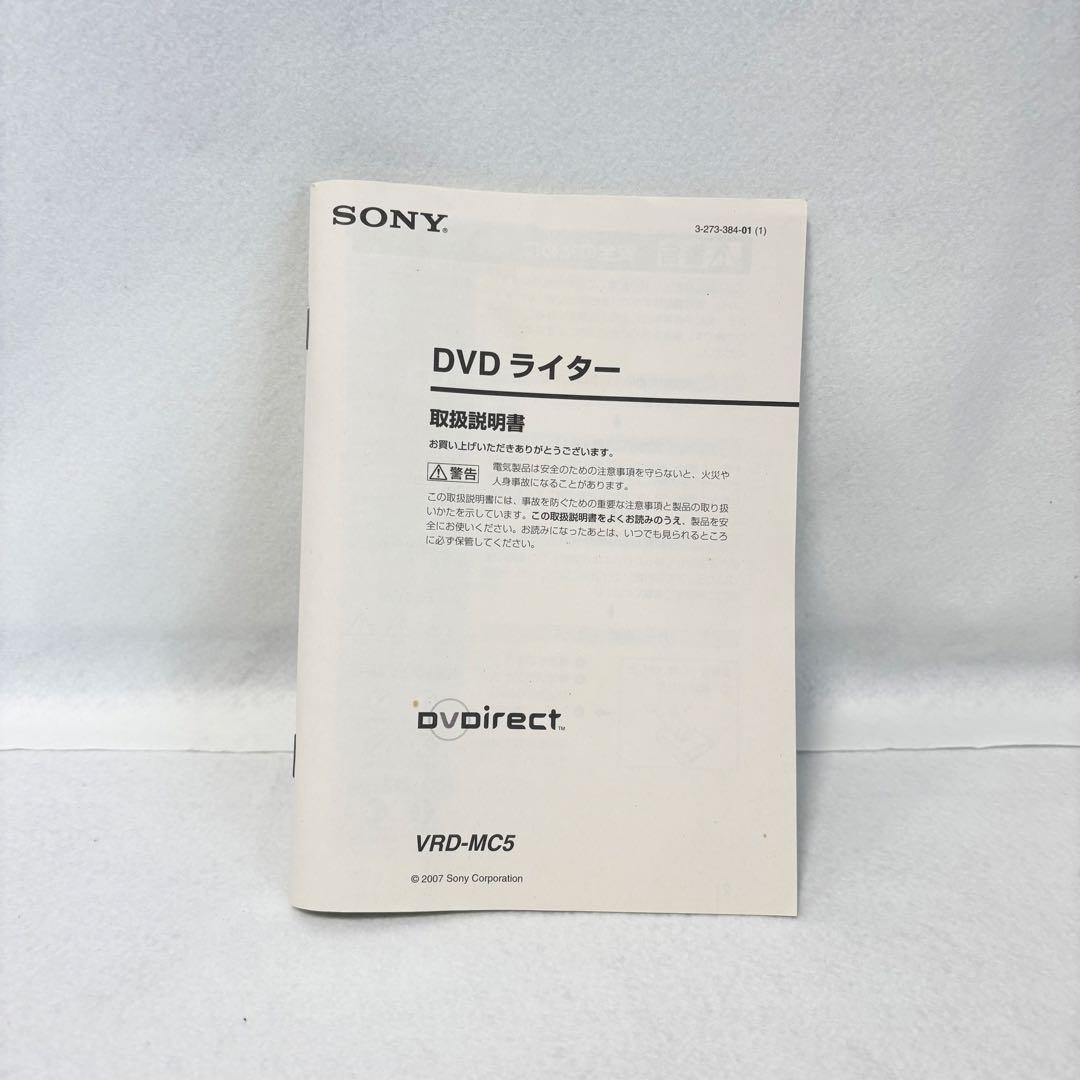 SONY®
3-273-384-01 (1)
DVD ライター
取扱説明書
お買い上げいただきありがとうございます。
警告
電気製品は安全のための注意事項を守らないと、火災や
人身事故になることがあります。
この取扱説明書には、事故を防ぐための重要な注意事項と製品の取り扱
いかたを示しています。この取扱説明書をよくお読みのうえ、製品を安
全にお使いください。お読みになったあとは、いつでも見られるところ
に必ず保管してください。
DVDirect™
VRD-MC5
© 2007 Sony Corporation